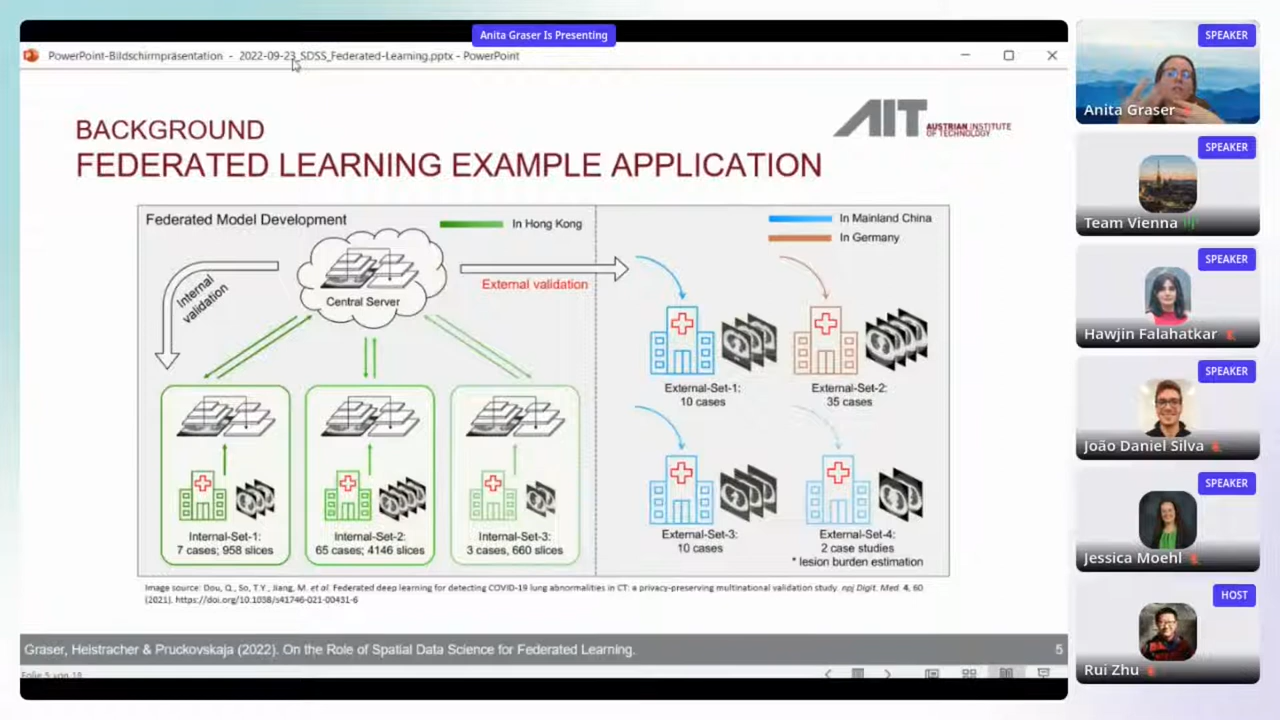 Anita Graser Is Presenting
PowerPoint-Bildschirmpräsentation - 2022-09-23_SDSS_Federated-Learning.pptx - PowerPoint
BACKGROUND
FEDERATED LEARNING EXAMPLE APPLICATION
AIT
AUSTRIAN INSTITUTE
OF TECHNOLOGY
Federated Model Development
In Hong Kong
Internal
validation
Central Server
External validation
Internal-Set-1:
7 cases; 958 slices
Internal-Set-2:
65 cases; 4146 slices
Internal-Set-3:
3 cases, 660 slices
In Mainland China
In Germany
External-Set-1:
10 cases
External-Set-2:
35 cases
External-Set-3:
10 cases
External-Set-4:
2 case studies
* lesion burden estimation
Image source: Dou, Q., So, T.Y., Jiang, M. et al. Federated deep learning for detecting COVID-19 lung abnormalities in CT: a privacy-preserving multinational validation study. npj Digit. Med. 4, 60
(2021). https://doi.org/10.1038/s41746-021-00431-6
Graser, Heistracher & Pruckovskaja (2022). On the Role of Spatial Data Science for Federated Learning.
5
Folie 5 von 18
SPEAKER
Anita Graser
SPEAKER
Team Vienna
SPEAKER
Hawjin Falahatkar
SPEAKER
João Daniel Silva
SPEAKER
Jessica Moehl
HOST
Rui Zhu